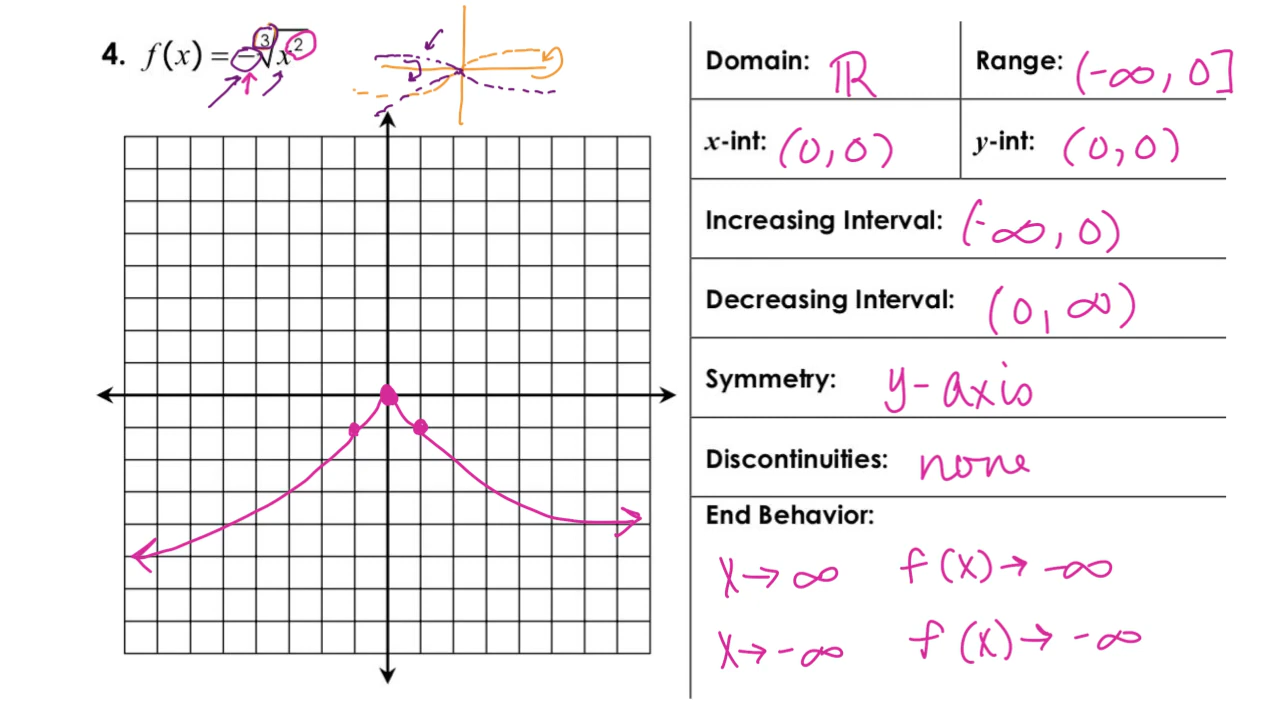 4. f(x) = -∛x²
Domain: ℝ
Range: (-∞, 0]
x-int: (0,0)
y-int: (0,0)
Increasing Interval: (-∞, 0)
Decreasing Interval: (0, ∞)
Symmetry: y-axis
Discontinuities: none
End Behavior:
x→ ∞ f(x)→ -∞
x→ -∞ f(x)→ -∞